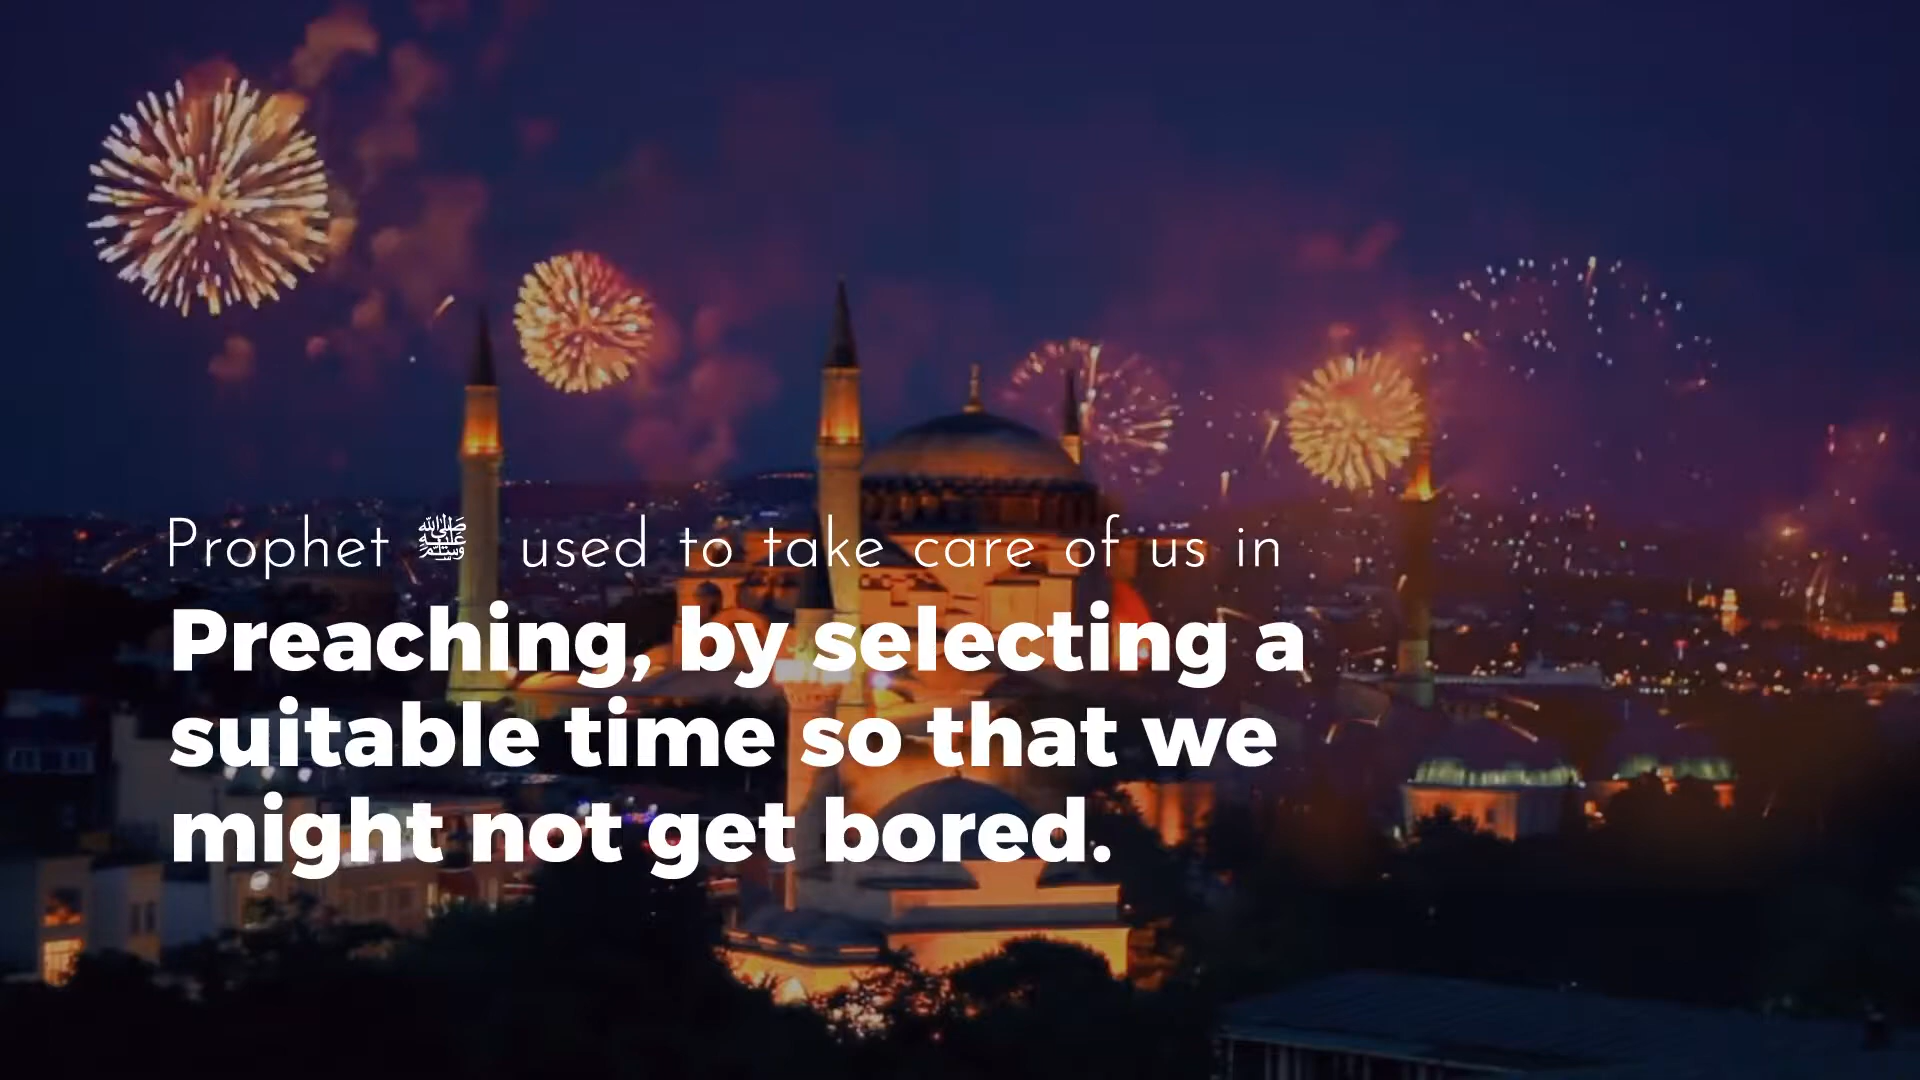 Prophet ﷺ used to take care of us in
Preaching, by selecting a
suitable time so that we
might not get bored.